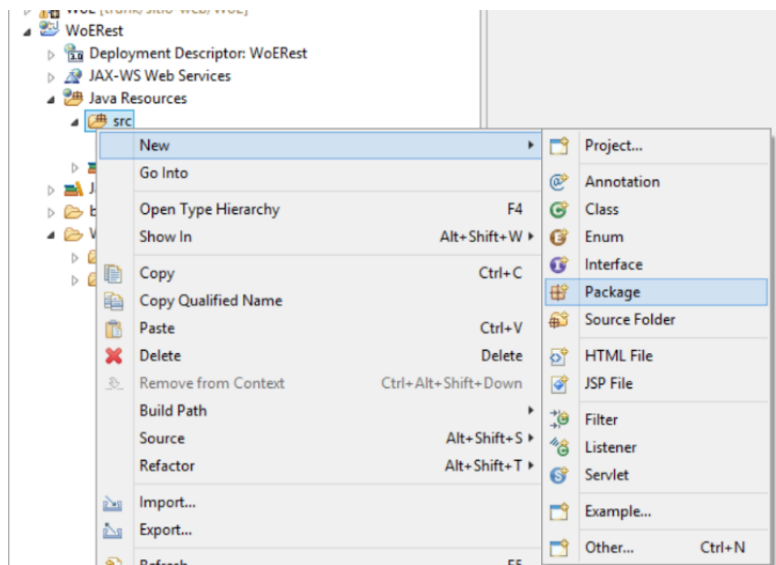 WoERest
Deployment Descriptor: WoERest
JAX-WS Web Services
Java Resources
src
New
Go Into
Open Type Hierarchy F4
Show In Alt+Shift+W
Copy Ctrl+C
Copy Qualified Name
Paste Ctrl+V
Delete Delete
Remove from Context Ctrl+Alt+Shift+Down
Build Path
Source Alt+Shift+S
Refactor Alt+Shift+T
Import...
Export...
Refresh F5
Project...
Annotation
Class
Enum
Interface
Package
Source Folder
HTML File
JSP File
Filter
Listener
Servlet
Example...
Other... Ctrl+N